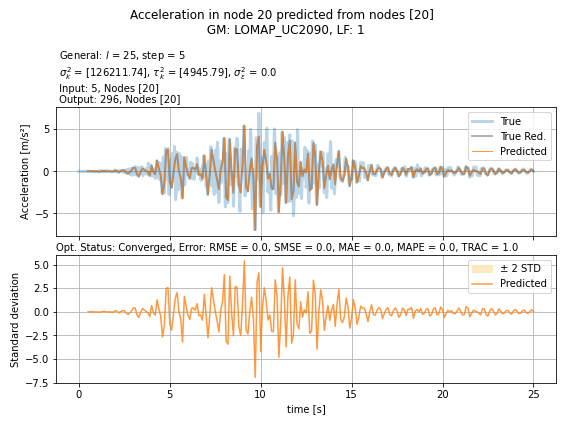 Acceleration in node 20 predicted from nodes [20]
GM: LOMAP_UC2090, LF: 1
General: l = 25, step = 5
σ²ₖ = [126211.74], τ²ₖ = [4945.79], σ²ε = 0.0
Input: 5, Nodes [20]
Output: 296, Nodes [20]
Acceleration [m/s²]
5
0
−5
True
True Red.
Predicted
Opt. Status: Converged, Error: RMSE = 0.0, SMSE = 0.0, MAE = 0.0, MAPE = 0.0, TRAC = 1.0
Standard deviation
5.0
2.5
0.0
−2.5
−5.0
−7.5
± 2 STD
Predicted
0 5 10 15 20 25
time [s]